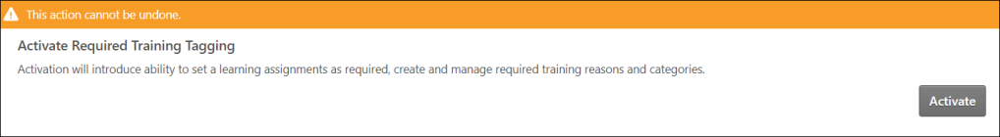 This action cannot be undone.
Activate Required Training Tagging
Activation will introduce ability to set a learning assignments as required, create and manage required training reasons and categories.
Activate